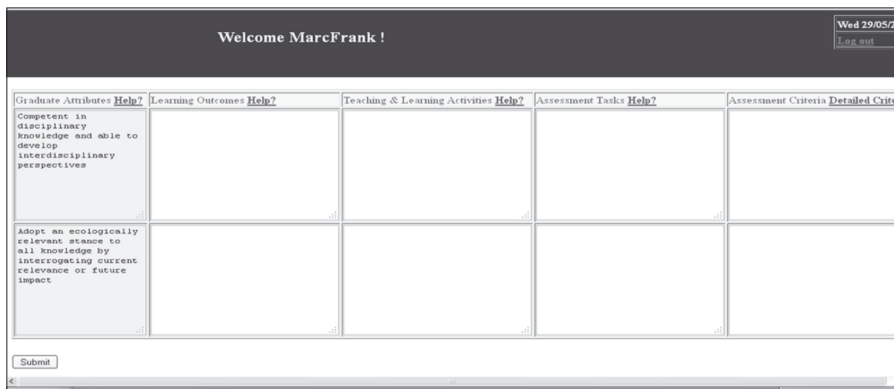 Welcome MarcFrank !
Wed 29/05/2
Log out
Graduate Attributes Help?
Learning Outcomes Help?
Teaching & Learning Activities Help?
Assessment Tasks Help?
Assessment Criteria Detailed Crite
Competent in
disciplinary
knowledge and able to
develop
interdisciplinary
perspectives
Adopt an ecologically
relevant stance to
all knowledge by
interrogating current
relevance or future
impact
Submit